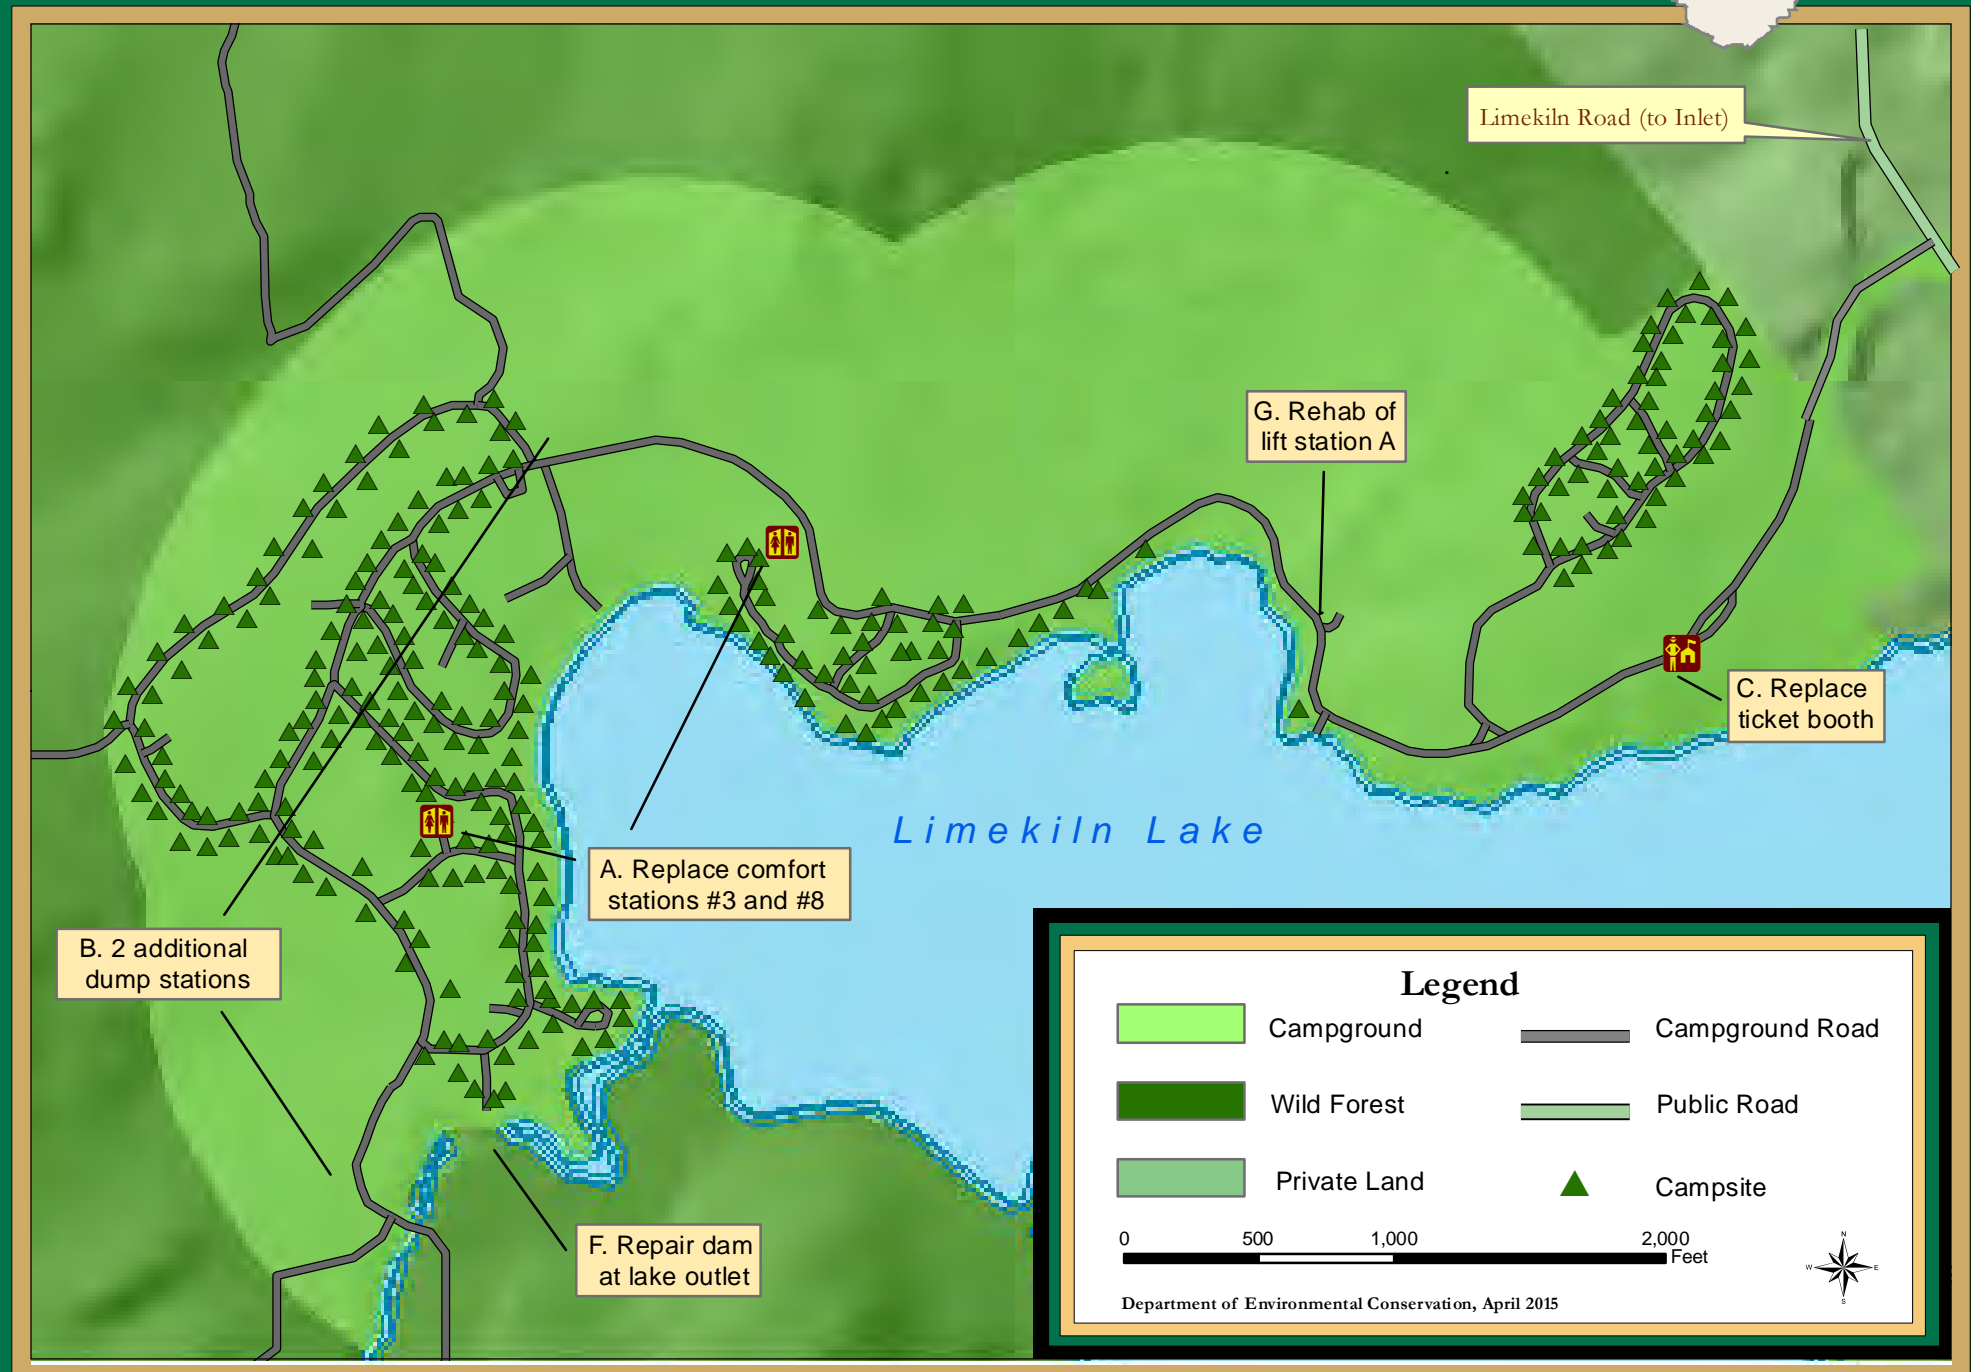 Limekiln Road (to Inlet)
G. Rehab of
lift station A
C. Replace
ticket booth
Limekiln Lake
A. Replace comfort
stations #3 and #8
B. 2 additional
dump stations
F. Repair dam
at lake outlet
Legend
Campground
Campground Road
Wild Forest
Public Road
Private Land
Campsite
0 500 1,000 2,000
Feet
N
W E
S
Department of Environmental Conservation, April 2015